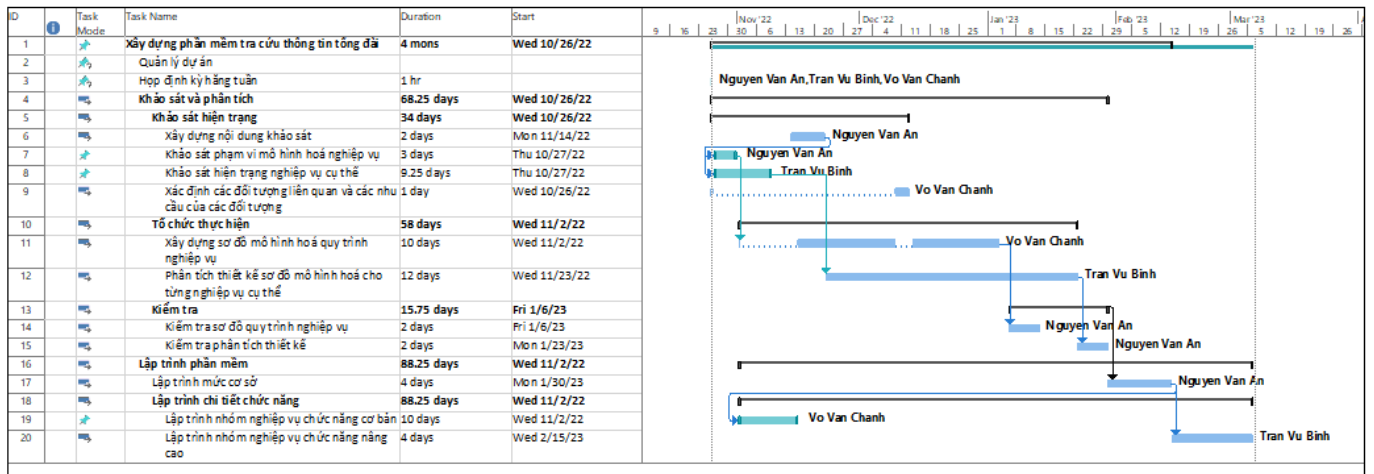 ID Task Mode Task Name Duration Start
Nov '22 Dec '22 Jan '23 Feb '23 Mar '23
9 16 23 30 6 13 20 27 4 11 18 25 1 8 15 22 29 5 12 19 26 5 12 19 26
1 Xây dựng phần mềm tra cứu thông tin tổng đài 4 mons Wed 10/26/22
2 Quản lý dự án
3 Họp định kỳ hằng tuần 1 hr Nguyen Van An,Tran Vu Binh,Vo Van Chanh
4 Khảo sát và phân tích 68.25 days Wed 10/26/22
5 Khảo sát hiện trạng 34 days Wed 10/26/22
6 Xây dựng nội dung khảo sát 2 days Mon 11/14/22 Nguyen Van An
7 Khảo sát phạm vi mô hình hoá nghiệp vụ 3 days Thu 10/27/22 Nguyen Van An
8 Khảo sát hiện trạng nghiệp vụ cụ thể 9.25 days Thu 10/27/22 Tran Vu Binh
9 Xác định các đối tượng liên quan và các nhu 1 day Wed 10/26/22 Vo Van Chanh
cầu của các đối tượng
10 Tổ chức thực hiện 58 days Wed 11/2/22
11 Xây dựng sơ đồ mô hình hoá quy trình 10 days Wed 11/2/22 Vo Van Chanh
nghiệp vụ
12 Phân tích thiết kế sơ đồ mô hình hoá cho 12 days Wed 11/23/22 Tran Vu Binh
từng nghiệp vụ cụ thể
13 Kiểm tra 15.75 days Fri 1/6/23
14 Kiểm tra sơ đồ quy trình nghiệp vụ 2 days Fri 1/6/23 Nguyen Van An
15 Kiểm tra phân tích thiết kế 2 days Mon 1/23/23 Nguyen Van An
16 Lập trình phần mềm 88.25 days Wed 11/2/22
17 Lập trình mức cơ sở 4 days Mon 1/30/23 Nguyen Van An
18 Lập trình chi tiết chức năng 88.25 days Wed 11/2/22
19 Lập trình nhóm nghiệp vụ chức năng cơ bản 10 days Wed 11/2/22 Vo Van Chanh
20 Lập trình nhóm nghiệp vụ chức năng nâng 4 days Wed 2/15/23 Tran Vu Binh
cao